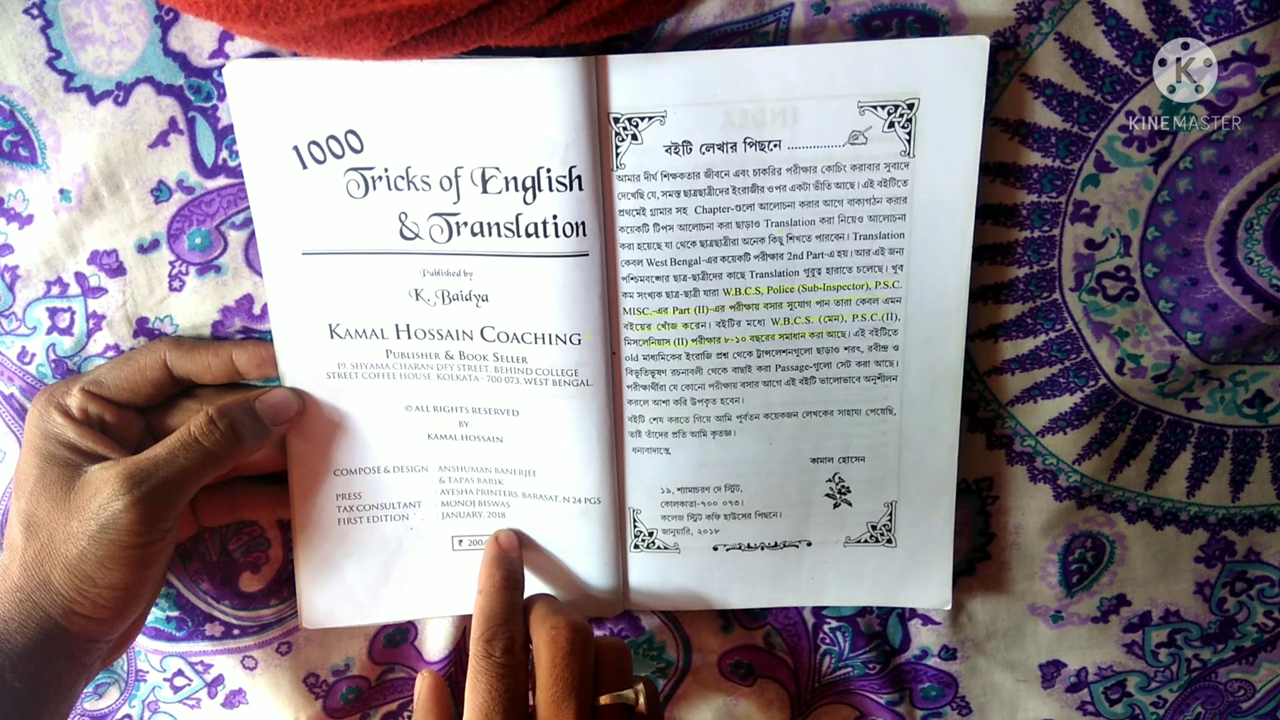 1000
Tricks of English
& Translation
Published by
K. Baidya
KAMAL HOSSAIN COACHING
PUBLISHER & BOOK SELLER
19, SHYAMA CHARAN DEY STREET, BEHIND COLLEGE
STREET COFFEE HOUSE, KOLKATA - 700 073, WEST BENGAL.
© ALL RIGHTS RESERVED
BY
KAMAL HOSSAIN
COMPOSE & DESIGN : ANSHUMAN BANERJEE
& TAPAS BARIK
PRESS : AYESHA PRINTERS, BARASAT, N 24 PGS
TAX CONSULTANT : MONOJ BISWAS
FIRST EDITION : JANUARY, 2018
₹ 200/
বইটি লেখার পিছনে ................
আমার দীর্ঘ শিক্ষকতার জীবনে এবং চাকরির পরীক্ষার কোচিং করাবার সুবাদে
দেখেছি যে, সমস্ত ছাত্রছাত্রীদের ইংরাজীর ওপর একটা ভীতি আছে। এই বইটিতে
প্রথমেই গ্রামার সহ Chapter-গুলো আলোচনা করার আগে বাক্যগঠন করার
কয়েকটি টিপস আলোচনা করা ছাড়াও Translation করা নিয়েও আলোচনা
করা হয়েছে যা থেকে ছাত্রছাত্রীরা অনেক কিছু শিখতে পারবেন। Translation
কেবল West Bengal-এর কয়েকটি পরীক্ষার 2nd Part-এ হয়। আর এই জন্য
পশ্চিমবঙ্গের ছাত্র-ছাত্রীদের কাছে Translation গুরুত্ব হারাতে চলেছে। খুব
কম সংখ্যক ছাত্র-ছাত্রী যারা W.B.C.S, Police (Sub-Inspector), P.S.C.
MISC.-এর Part (II)-এর পরীক্ষায় বসার সুযোগ পান তারা কেবল এমন
বইয়ের খোঁজ করেন। বইটির মধ্যে W.B.C.S. (মেন), P.S.C.(II),
মিসলেনিয়াস (II) পরীক্ষার ৮-১০ বছরের সমাধান করা আছে। এই বইটিতে
old মাধ্যমিকের ইংরাজি প্রশ্ন থেকে ট্রান্সলেশনগুলো ছাড়াও শরৎ, রবীন্দ্র ও
বিভূতিভূষণ রচনাবলী থেকে বাছাই করা Passage-গুলো সেট করা আছে।
পরীক্ষার্থীরা যে কোনো পরীক্ষায় বসার আগে এই বইটি ভালোভাবে অনুশীলন
করলে আশা করি উপকৃত হবেন।
বইটি শেষ করতে গিয়ে আমি পূর্বতন কয়েকজন লেখকের সাহায্য পেয়েছি,
তাই তাঁদের প্রতি আমি কৃতজ্ঞ।
ধন্যবাদান্তে,
কামাল হোসেন
১৯, শ্যামাচরণ দে স্ট্রিট,
কোলকাতা-৭০০ ০৭৩।
কলেজ স্ট্রিট কফি হাউসের পিছনে।
জানুয়ারি, ২০১৮
K
KINEMASTER